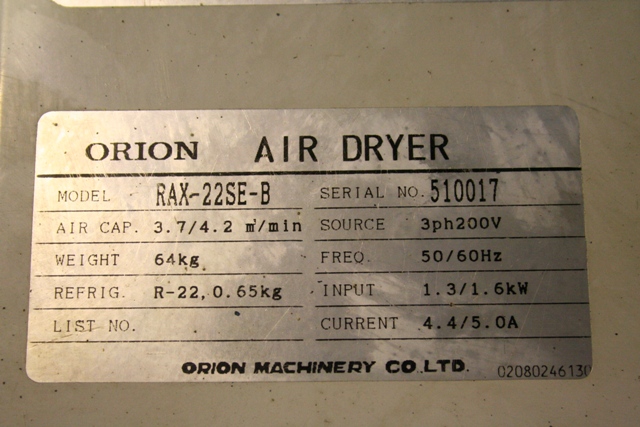 ORION AIR DRYER
MODEL RAX-22SE-B SERIAL NO. 510017
AIR CAP. 3.7/4.2 m³/min SOURCE 3ph200V
WEIGHT 64kg FREQ. 50/60Hz
REFRIG. R-22,0.65kg INPUT 1.3/1.6kW
LIST NO. CURRENT 4.4/5.0A
ORION MACHINERY CO.,LTD. 02080246130